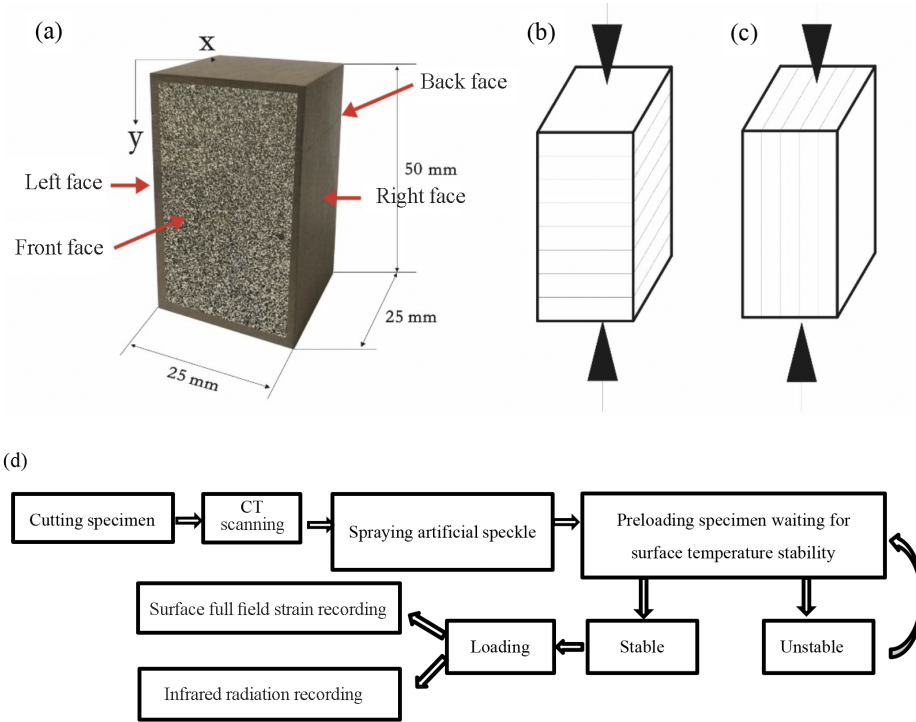 (a)
(b)
(c)
x
y
Back face
50 mm
Left face
Right face
Front face
25 mm
25 mm
(d)
Cutting specimen
CT
scanning
Spraying artificial speckle
Preloading specimen waiting for
surface temperature stability
Surface full field strain recording
Loading
Stable
Unstable
Infrared radiation recording